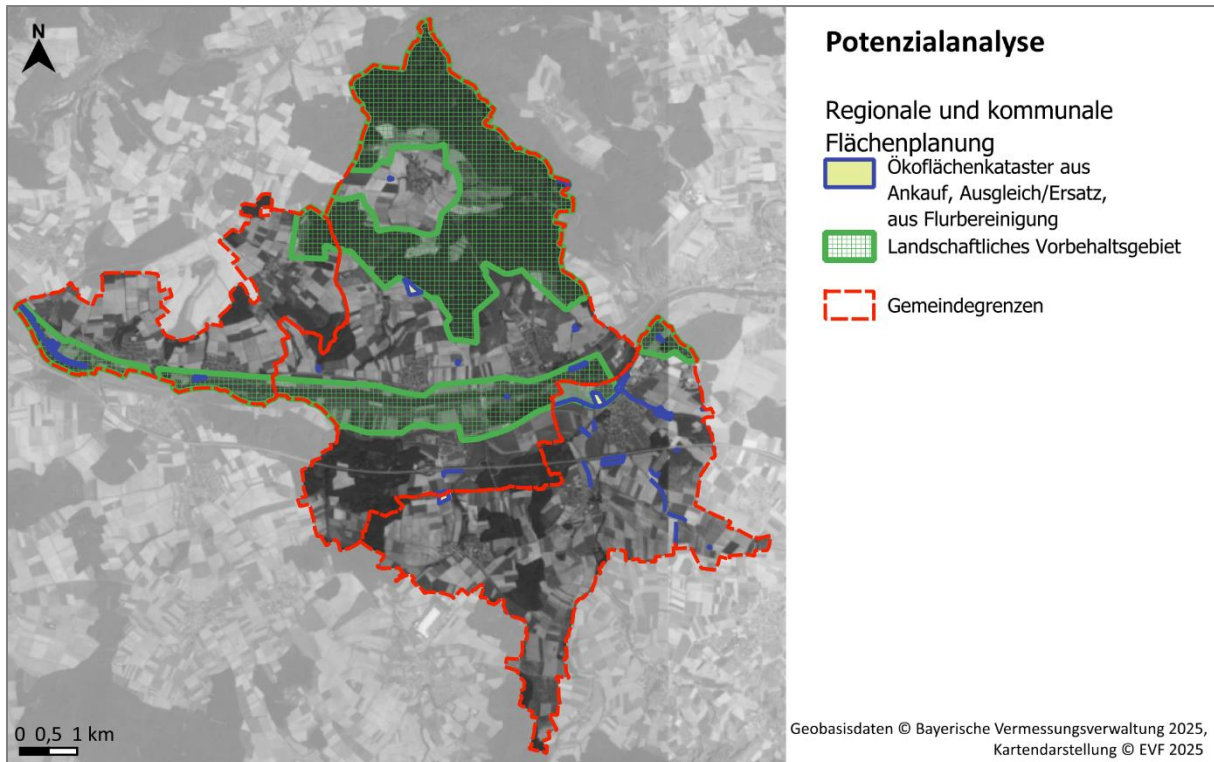 N
0 0,5 1 km
Potenzialanalyse
Regionale und kommunale
Flächenplanung
Ökoflächenkataster aus
Ankauf, Ausgleich/Ersatz,
aus Flurbereinigung
Landschaftliches Vorbehaltsgebiet
Gemeindegrenzen
Geobasisdaten © Bayerische Vermessungsverwaltung 2025,
Kartendarstellung © EVF 2025